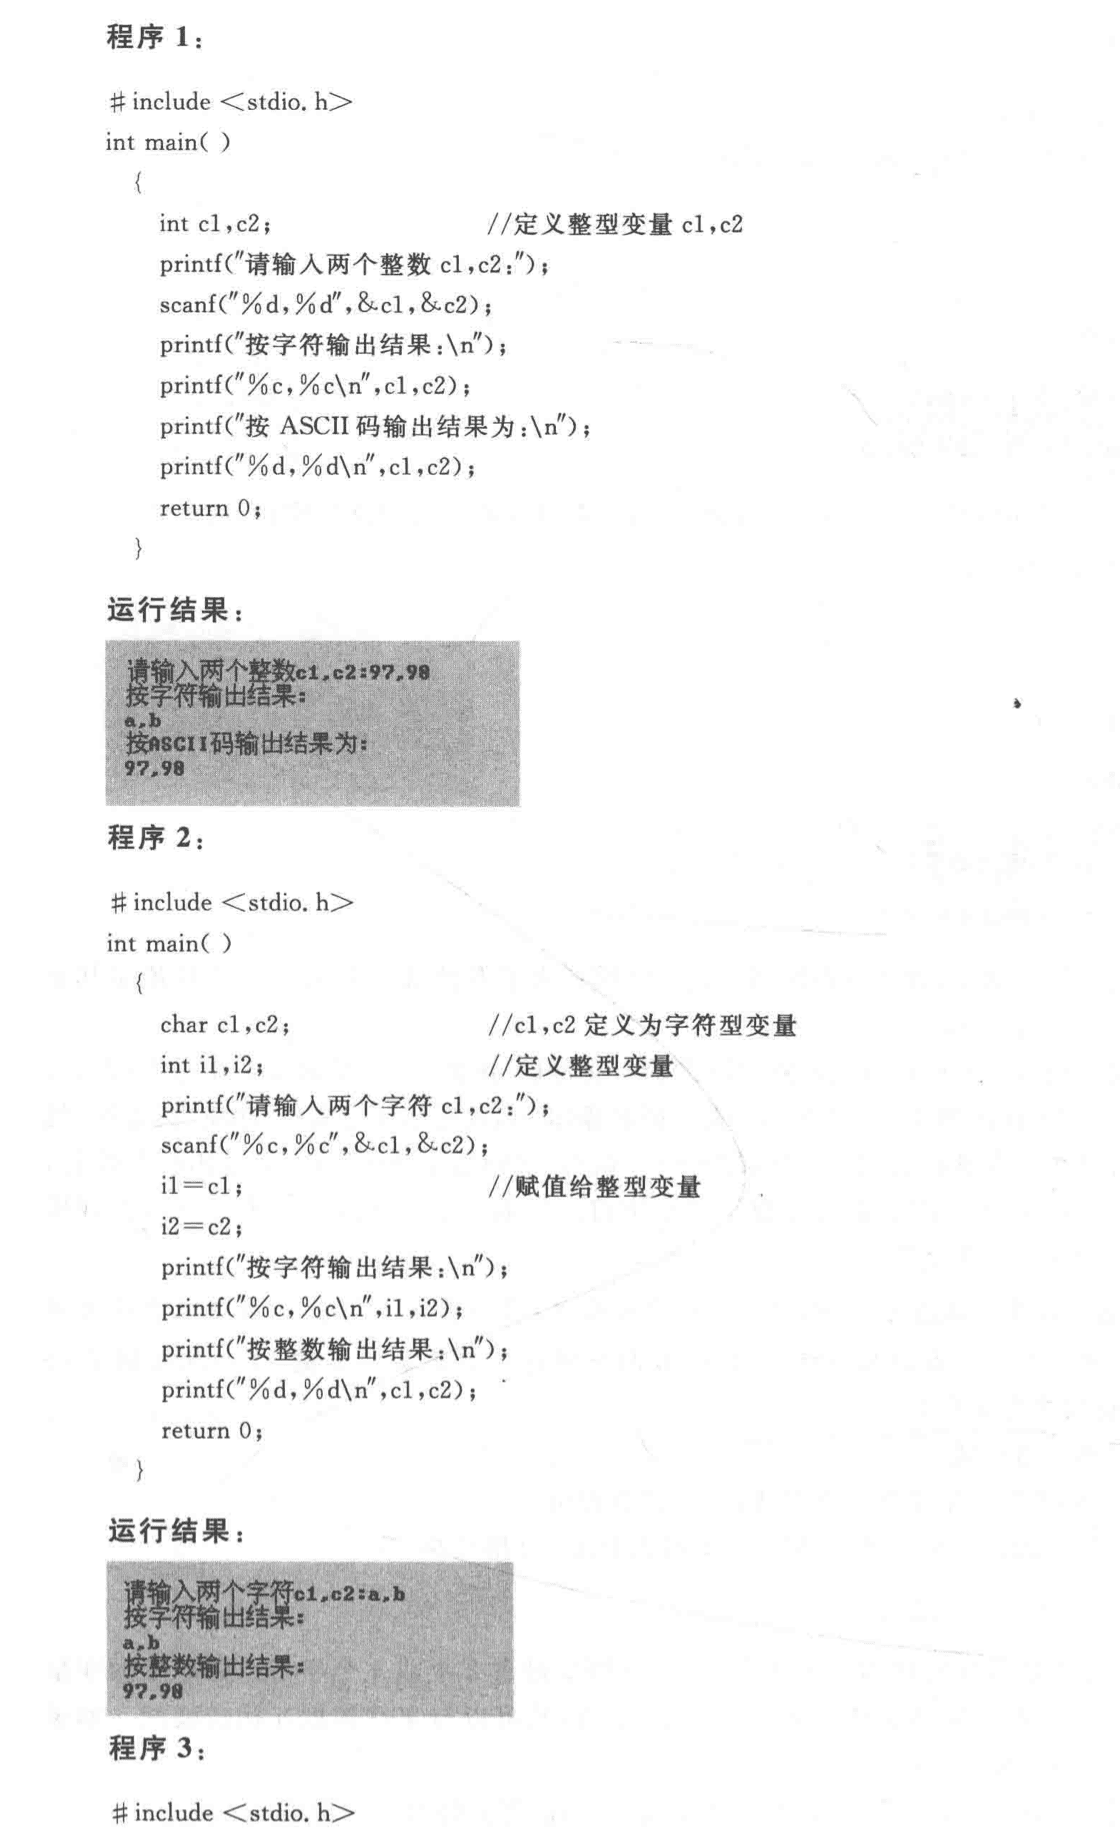 程序 1：
# include <stdio.h>
int main( )
{
int c1,c2; //定义整型变量 c1,c2
printf("请输入两个整数 c1,c2:");
scanf("%d,%d",&c1,&c2);
printf("按字符输出结果:\n");
printf("%c,%c\n",c1,c2);
printf("按 ASCII 码输出结果为:\n");
printf("%d,%d\n",c1,c2);
return 0;
}
运行结果：
请输入两个整数c1,c2:97,98
按字符输出结果:
a,b
按ASCII码输出结果为:
97,98
程序 2：
# include <stdio.h>
int main( )
{
char c1,c2; //c1,c2 定义为字符型变量
int i1,i2; //定义整型变量
printf("请输入两个字符 c1,c2:");
scanf("%c,%c",&c1,&c2);
i1=c1; //赋值给整型变量
i2=c2;
printf("按字符输出结果:\n");
printf("%c,%c\n",i1,i2);
printf("按整数输出结果:\n");
printf("%d,%d\n",c1,c2);
return 0;
}
运行结果：
请输入两个字符c1,c2:a,b
按字符输出结果:
a,b
按整数输出结果:
97,98
程序 3：
# include <stdio.h>